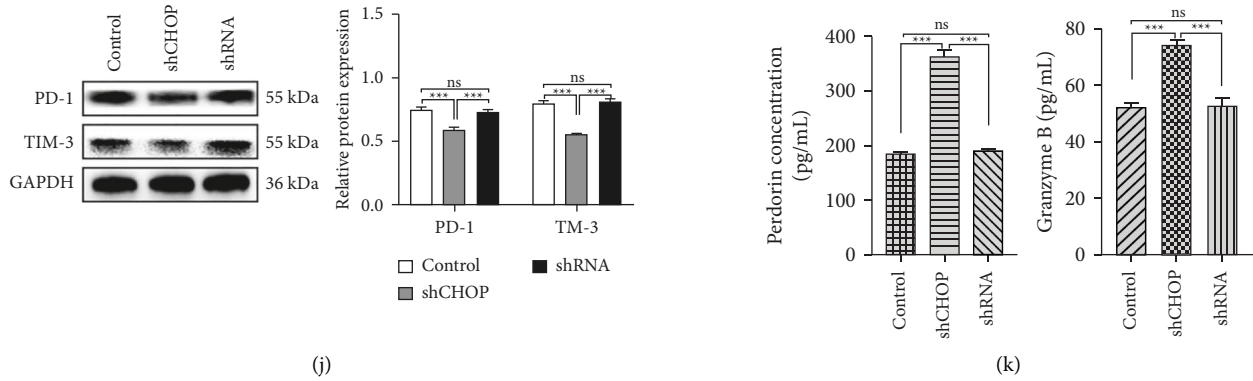 Control
shCHOP
shRNA
PD-1
55 kDa
TIM-3
55 kDa
GAPDH
36 kDa
Relative protein expression
1.5
1.0
0.5
0.0
ns
*** ***
ns
*** ***
PD-1
TM-3
Control
shRNA
shCHOP
(j)
Perdorin concentration
(pg/mL)
400
300
200
100
0
ns
*** ***
Control
shCHOP
shRNA
Granzyme B (pg/mL)
80
60
40
20
0
ns
*** ***
Control
shCHOP
shRNA
(k)